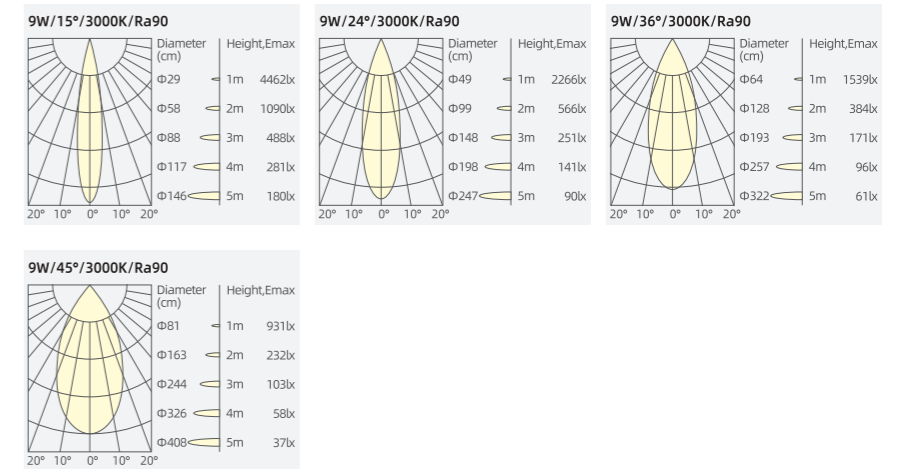 9W/15°/3000K/Ra90
Diameter Height,Emax
(cm)
Φ29 1m 4462lx
Φ58 2m 1090lx
Φ88 3m 488lx
Φ117 4m 281lx
Φ146 5m 180lx
20° 10° 0° 10° 20°
9W/24°/3000K/Ra90
Diameter Height,Emax
(cm)
Φ49 1m 2266lx
Φ99 2m 566lx
Φ148 3m 251lx
Φ198 4m 141lx
Φ247 5m 90lx
20° 10° 0° 10° 20°
9W/36°/3000K/Ra90
Diameter Height,Emax
(cm)
Φ64 1m 1539lx
Φ128 2m 384lx
Φ193 3m 171lx
Φ257 4m 96lx
Φ322 5m 61lx
20° 10° 0° 10° 20°
9W/45°/3000K/Ra90
Diameter Height,Emax
(cm)
Φ81 1m 931lx
Φ163 2m 232lx
Φ244 3m 103lx
Φ326 4m 58lx
Φ408 5m 37lx
20° 10° 0° 10° 20°